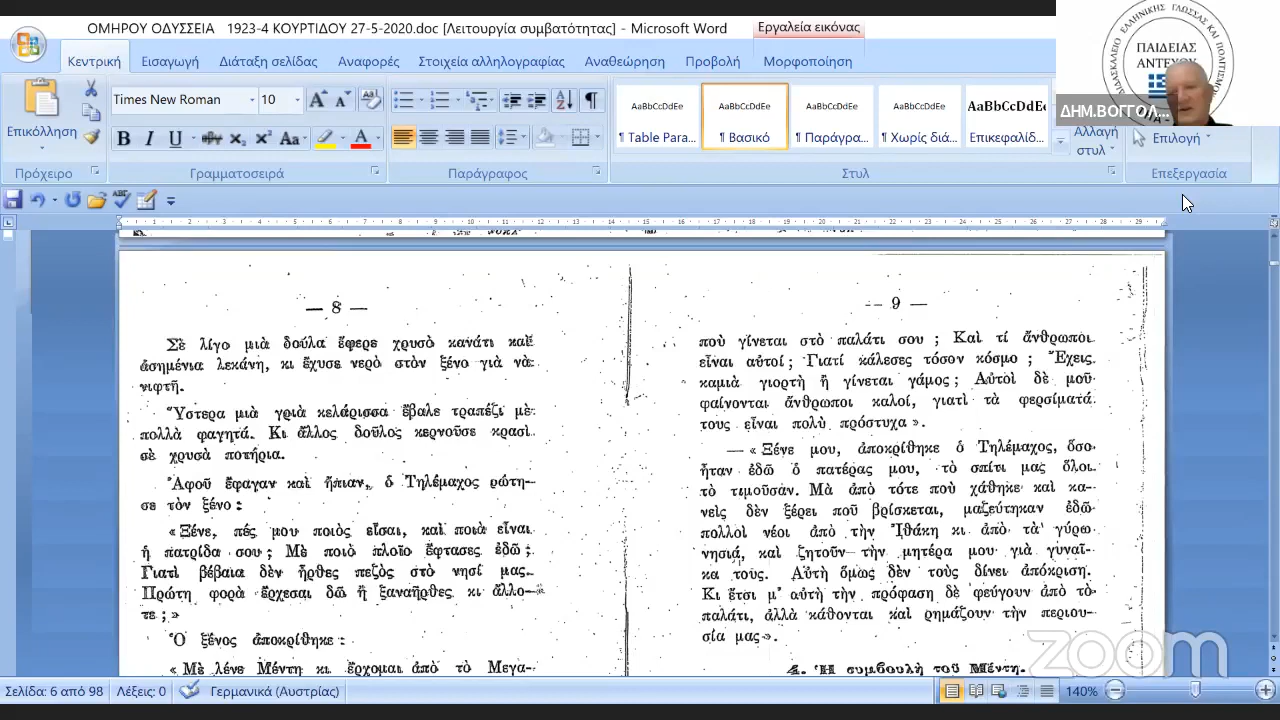 ΟΜΗΡΟΥ ΟΔΥΣΣΕΙΑ 1923-4 ΚΟΥΡΤΙΔΟΥ 27-5-2020.doc [Λειτουργία συμβατότητας] - Microsoft Word
Εργαλεία εικόνας
Κεντρική Εισαγωγή Διάταξη σελίδας Αναφορές Στοιχεία αλληλογραφίας Αναθεώρηση Προβολή Μορφοποίηση
ΠΑΙΔΕΙΑΣ
ΑΝΤΕΧΟΥ
ΔΗΜ.ΒΟΓΓΟΛ...
Επικόλληση
Times New Roman 10
AaBbCcDdEe AaBbCcDdEe AaBbCcDdEe AaBbCcDdEe AaBbCcDdEe
¶ Table Para... ¶ Βασικό ¶ Παράγρα... ¶ Χωρίς διά... Επικεφαλίδ...
Αλλαγή
στυλ
Επιλογή
Πρόχειρο Γραμματοσειρά Παράγραφος Στυλ Επεξεργασία
— 8 —
Σὲ λίγο μιὰ δούλα ἔφερε χρυσὸ κανάτι καὶ
ἀσημένια λεκάνη, κι ἔχυσε νερὸ στὸν ξένο γιὰ νὰ
νιφτῆ.
Ὕστερα μιὰ γριὰ κελάρισσα ἔβαλε τραπέζι μὲ
πολλὰ φαγητά. Κι ἄλλος δοῦλος κερνοῦσε κρασὶ
σὲ χρυσὰ ποτήρια.
Ἀφοῦ ἔφαγαν καὶ ἤπιαν, ὁ Τηλέμαχος ρώτη-
σε τὸν ξένο:
«Ξένε, πές μου ποιὸς εἶσαι, καὶ ποιὰ εἶναι
ἡ πατρίδα σου; Μὲ ποιὸ πλοῖο ἔφτασες ἐδῶ;
Γιατὶ βέβαια δὲν ἦρθες πεζὸς στὸ νησί μας.
Πρώτη φορὰ ἔρχεσαι δῶ ἢ ξαναῆρθες κι ἄλλο-
τε;»
Ὁ ξένος ἀποκρίθηκε:
«Μὲ λένε Μέντη κι ἔρχομαι ἀπὸ τὸ Μεγα-
— 9 —
ποὺ γίνεται στὸ παλάτι σου; Καὶ τί ἄνθρωποι
εἶναι αὐτοί; Γιατί κάλεσες τόσον κόσμο; Ἔχεις
καμιὰ γιορτὴ ἢ γίνεται γάμος; Αὐτοὶ δὲ μοῦ
φαίνονται ἄνθρωποι καλοί, γιατὶ τὰ φερσίματά
τους εἶναι πολὺ πρόστυχα».
— «Ξένε μου, ἀποκρίθηκε ὁ Τηλέμαχος, ὅσο
ἦταν ἐδῶ ὁ πατέρας μου, τὸ σπίτι μας ὅλοι
τὸ τιμοῦσαν. Μὰ ἀπὸ τότε ποὺ χάθηκε καὶ κα-
νεὶς δὲν ξέρει ποῦ βρίσκεται, μαζεύτηκαν ἐδῶ
πολλοὶ νέοι ἀπὸ τὴν Ἰθάκη κι ἀπὸ τὰ γύρω
νησιά, καὶ ζητοῦν τὴν μητέρα μου γιὰ γυναῖ-
κα τους. Αὐτὴ ὅμως δὲν τοὺς δίνει ἀπόκριση.
Κι ἔτσι μ' αὐτὴ τὴν πρόφαση δὲ φεύγουν ἀπὸ τὸ
παλάτι, ἀλλὰ κάθονται καὶ ρημάζουν τὴν περιου-
σία μας».
4. Ἡ συμβουλὴ τοῦ Μέντη.
zoom
Σελίδα: 6 από 98 Λέξεις: 0 Γερμανικά (Αυστρίας) 140%